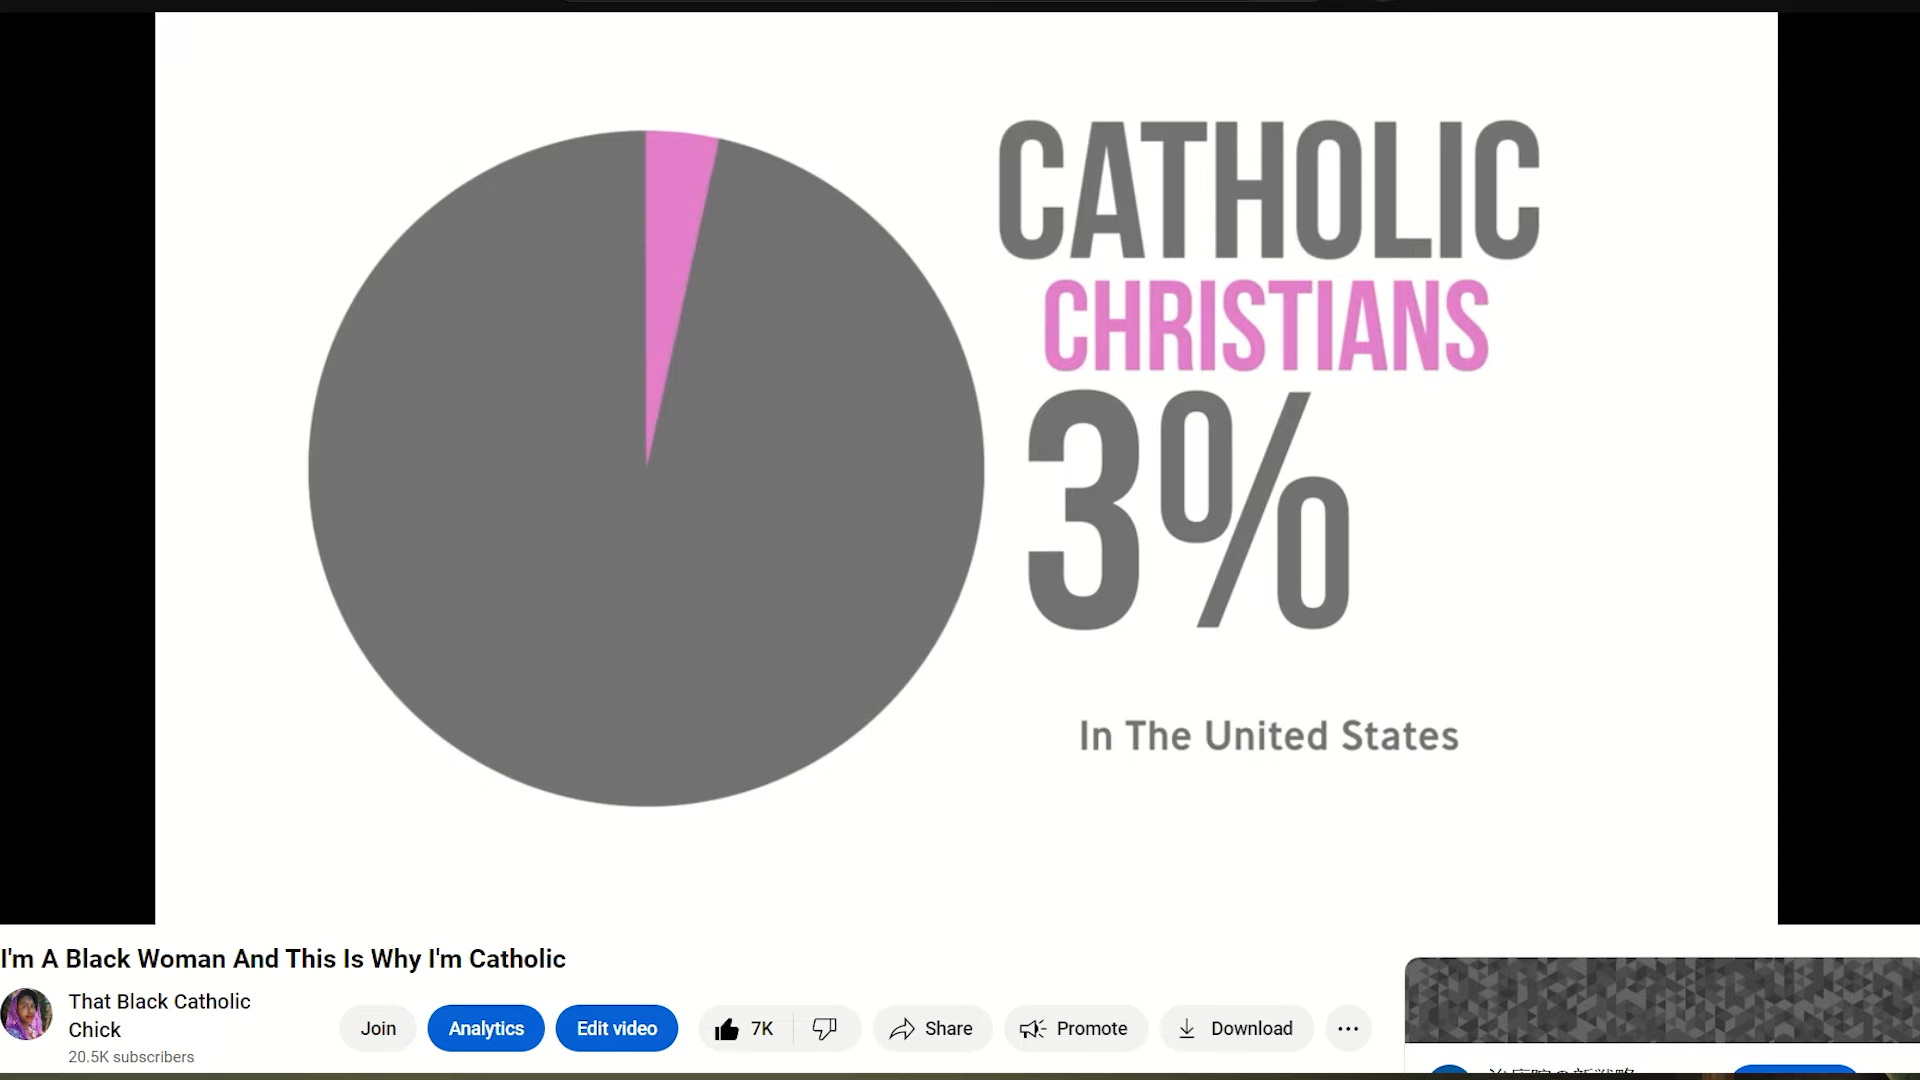 CATHOLIC
CHRISTIANS
3%
In The United States
I'm A Black Woman And This Is Why I'm Catholic
That Black Catholic
Chick
20.5K subscribers
Join
Analytics
Edit video
7K
Share
Promote
Download